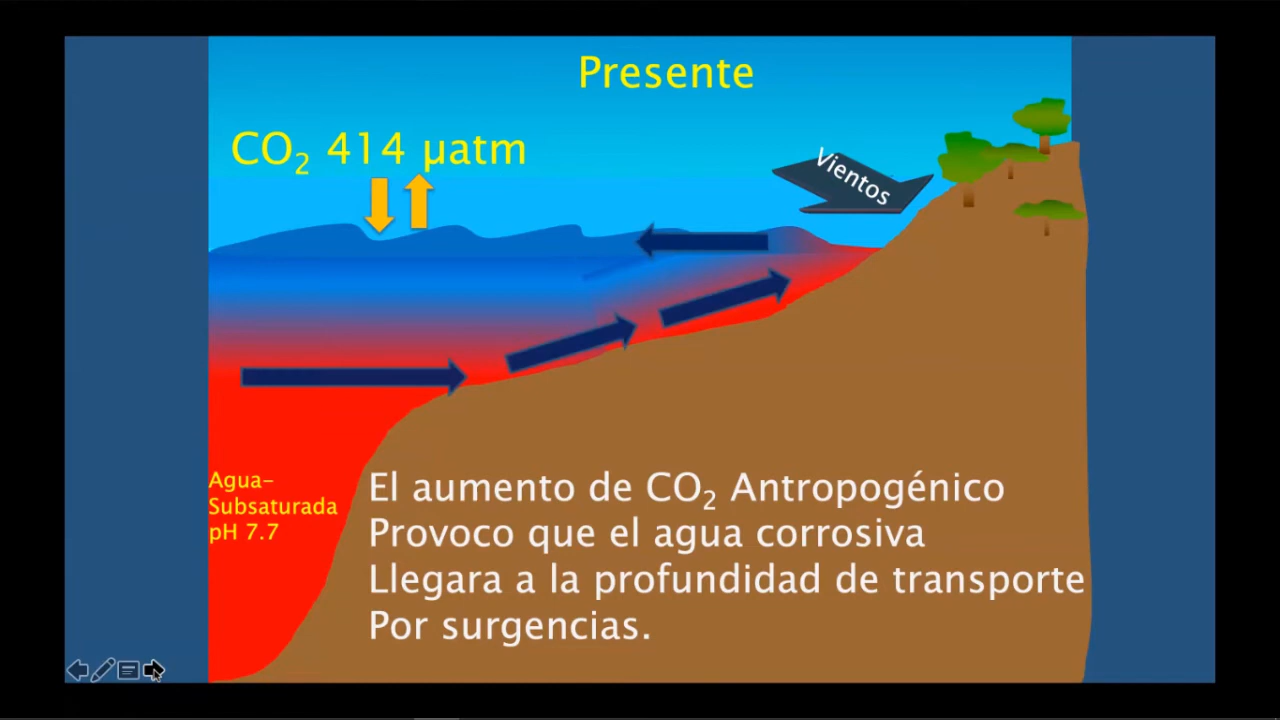 Presente
CO₂ 414 µatm
Vientos
Agua-
Subsaturada
pH 7.7
El aumento de CO₂ Antropogénico
Provoco que el agua corrosiva
Llegara a la profundidad de transporte
Por surgencias.